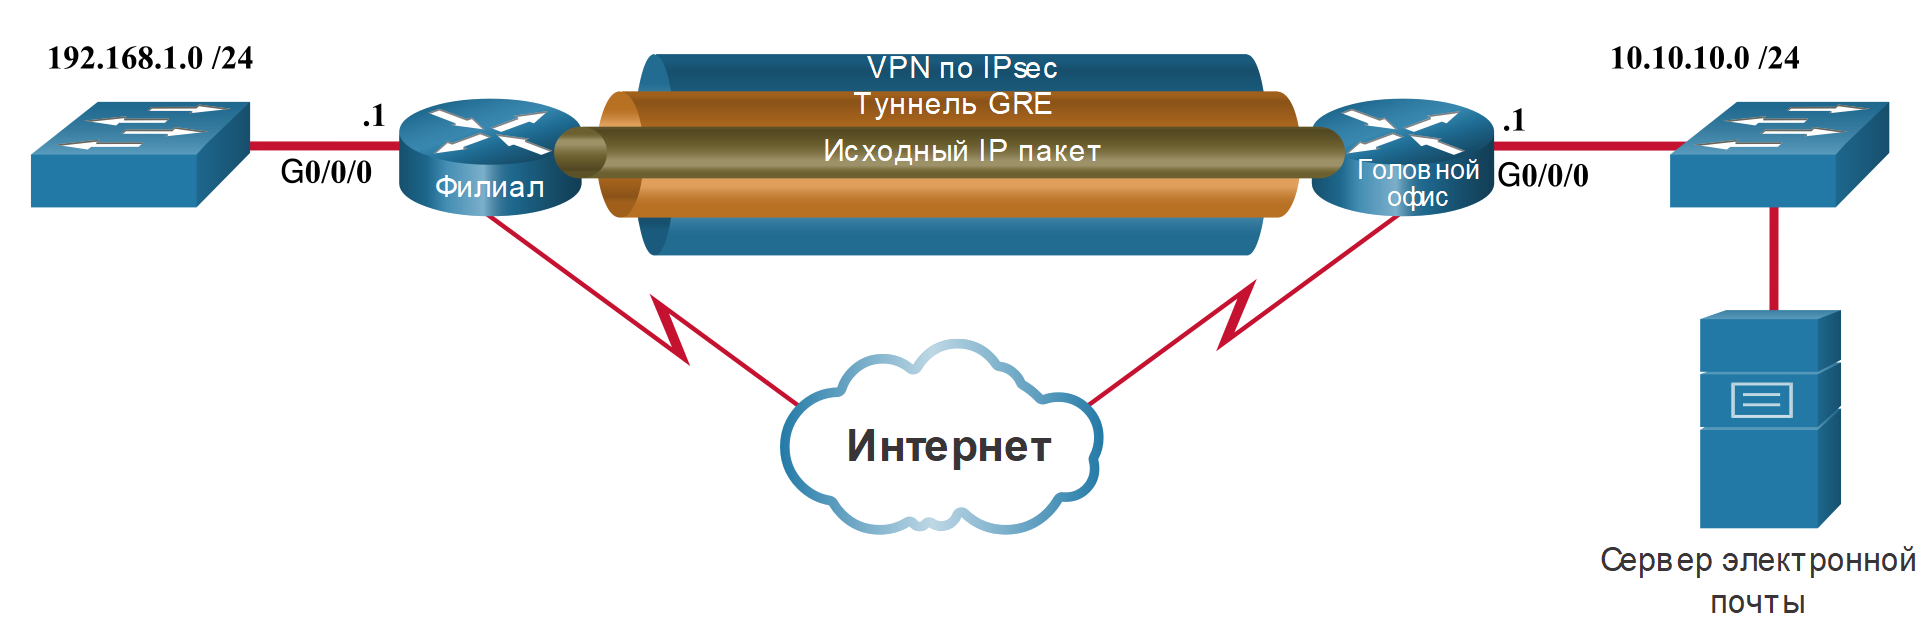 192.168.1.0 /24
.1
G0/0/0
Филиал
VPN по IPsec
Туннель GRE
Исходный IP пакет
Головной
офис
10.10.10.0 /24
.1
G0/0/0
Интернет
Сервер электронной
почты